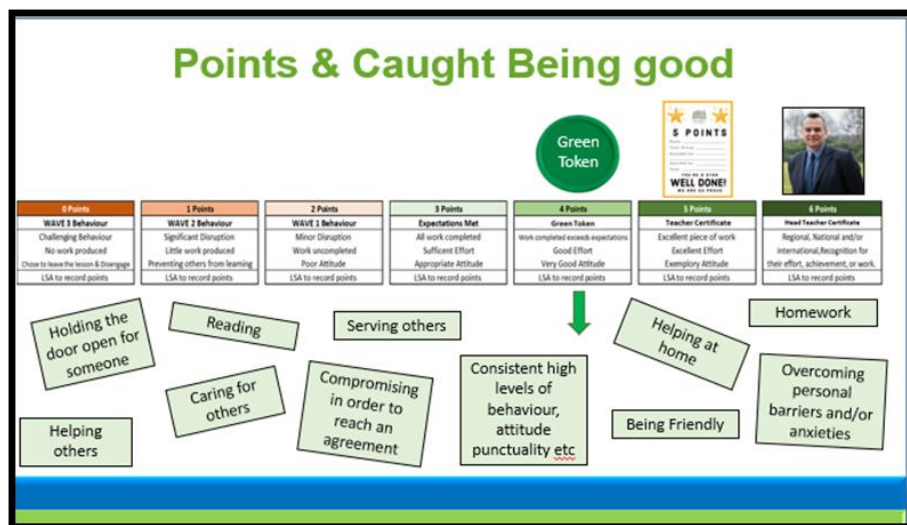 Points & Caught Being good
Green
Token
5 POINTS
YOU'RE A STAR
WELL DONE!
WE ARE SO PROUD
0 Points
WAVE 3 Behaviour
Challenging Behaviour
No work produced
Chose to leave the lesson & Disengage
LSA to record points
1 Points
WAVE 2 Behaviour
Significant Disruption
Little work produced
Preventing others from learning
LSA to record points
2 Points
WAVE 1 Behaviour
Minor Disruption
Work uncompleted
Poor Attitude
LSA to record points
3 Points
Expectations Met
All work completed
Sufficent Effort
Appropriate Attitude
LSA to record points
4 Points
Green Token
Work completed exceeds expectations
Good Effort
Very Good Attitude
LSA to record points
5 Points
Teacher Certificate
Excellent piece of work
Excellent Effort
Exemplory Attitude
LSA to record points
6 Points
Head Teacher Certificate
Regional, National and/or
international,Recognition for
their effort, achievement, or work.
LSA to record points
Holding the
door open for
someone
Reading
Serving others
Helping at
home
Homework
Caring for
others
Compromising
in order to
reach an
agreement
Consistent high
levels of
behaviour,
attitude
punctuality etc
Overcoming
personal
barriers and/or
anxieties
Helping
others
Being Friendly